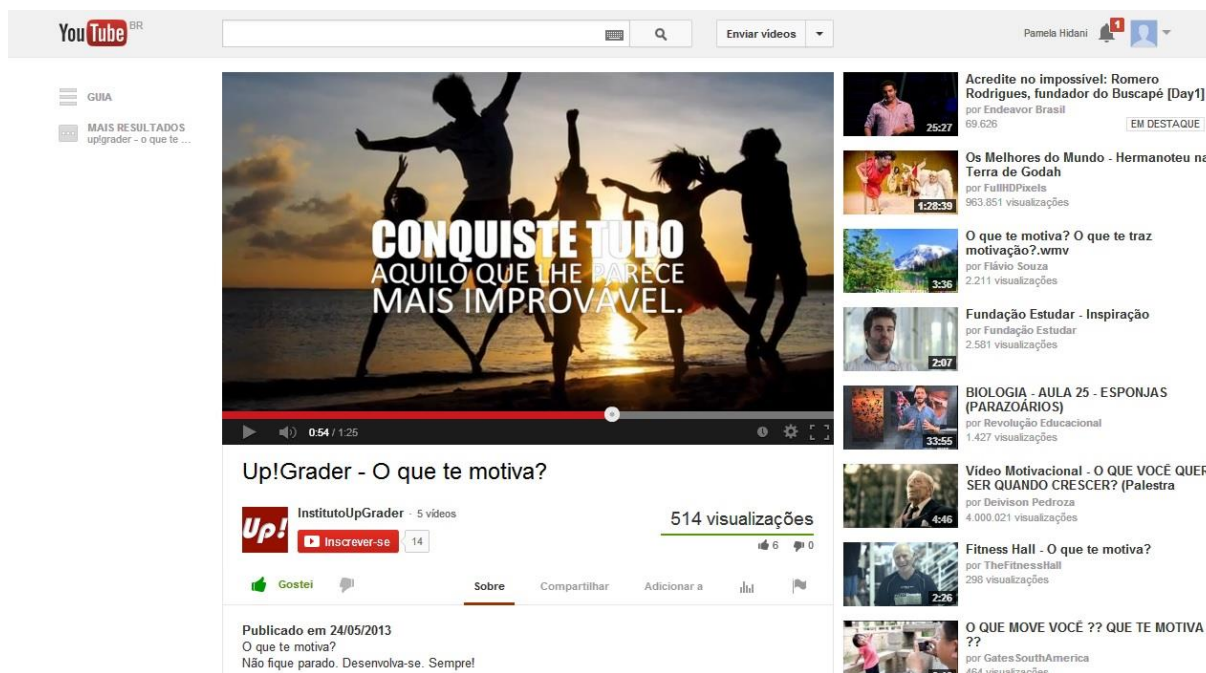 YouTube BR
Enviar vídeos
Pamela Hidani
1
GUIA
MAIS RESULTADOS
up!grader - o que te ...
CONQUISTE TUDO
AQUILO QUE LHE PARECE
MAIS IMPROVÁVEL.
0:54 / 1:25
Up!Grader - O que te motiva?
Up!
InstitutoUpGrader · 5 vídeos
Inscrever-se 14
514 visualizações
6 0
Gostei
Sobre
Compartilhar
Adicionar a
Publicado em 24/05/2013
O que te motiva?
Não fique parado. Desenvolva-se. Sempre!
25:27
Acredite no impossível: Romero
Rodrigues, fundador do Buscapé [Day1]
por Endeavor Brasil
69.626
EM DESTAQUE
1:28:39
Os Melhores do Mundo - Hermanoteu na
Terra de Godah
por FullHDPixels
963.851 visualizações
3:36
O que te motiva? O que te traz
motivação?.wmv
por Flávio Souza
2.211 visualizações
2:07
Fundação Estudar - Inspiração
por Fundação Estudar
2.581 visualizações
33:55
BIOLOGIA - AULA 25 - ESPONJAS
(PARAZOÁRIOS)
por Revolução Educacional
1.427 visualizações
4:46
Vídeo Motivacional - O QUE VOCÊ QUER
SER QUANDO CRESCER? (Palestra
por Deivison Pedroza
4.000.021 visualizações
2:26
Fitness Hall - O que te motiva?
por TheFitnessHall
298 visualizações
O QUE MOVE VOCÊ ?? QUE TE MOTIVA
??
por GatesSouthAmerica
464 visualizações